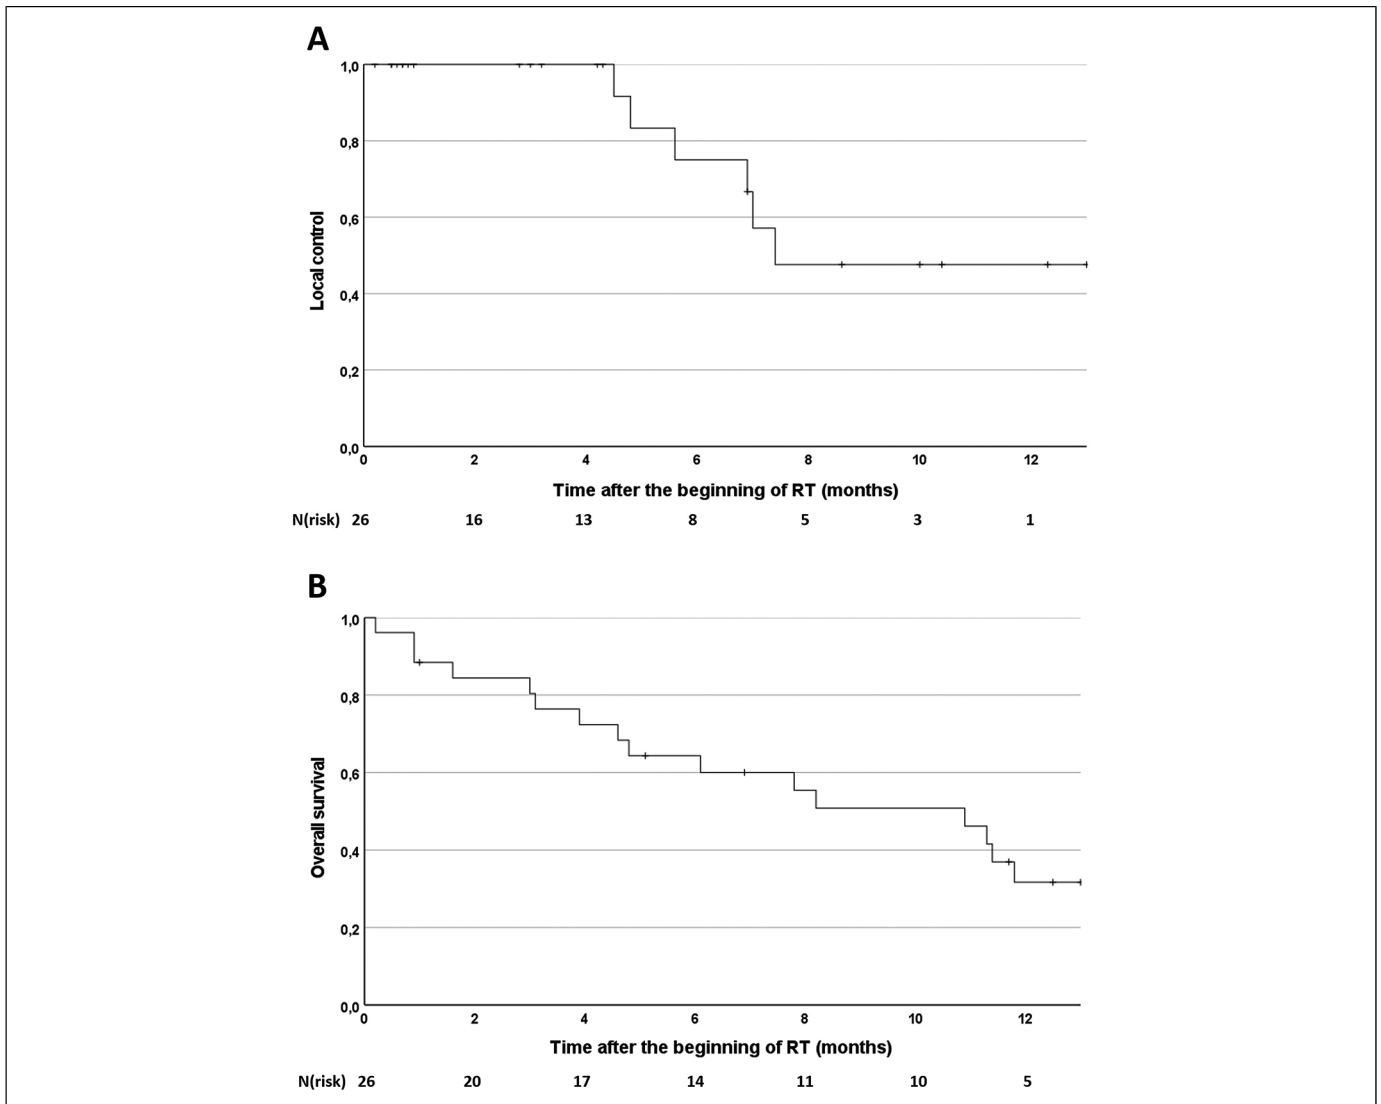 A
1,0
0,8
0,6
0,4
0,2
0,0
Local control
0 2 4 6 8 10 12
Time after the beginning of RT (months)
N(risk) 26 16 13 8 5 3 1
B
1,0
0,8
0,6
0,4
0,2
0,0
Overall survival
0 2 4 6 8 10 12
Time after the beginning of RT (months)
N(risk) 26 20 17 14 11 10 5